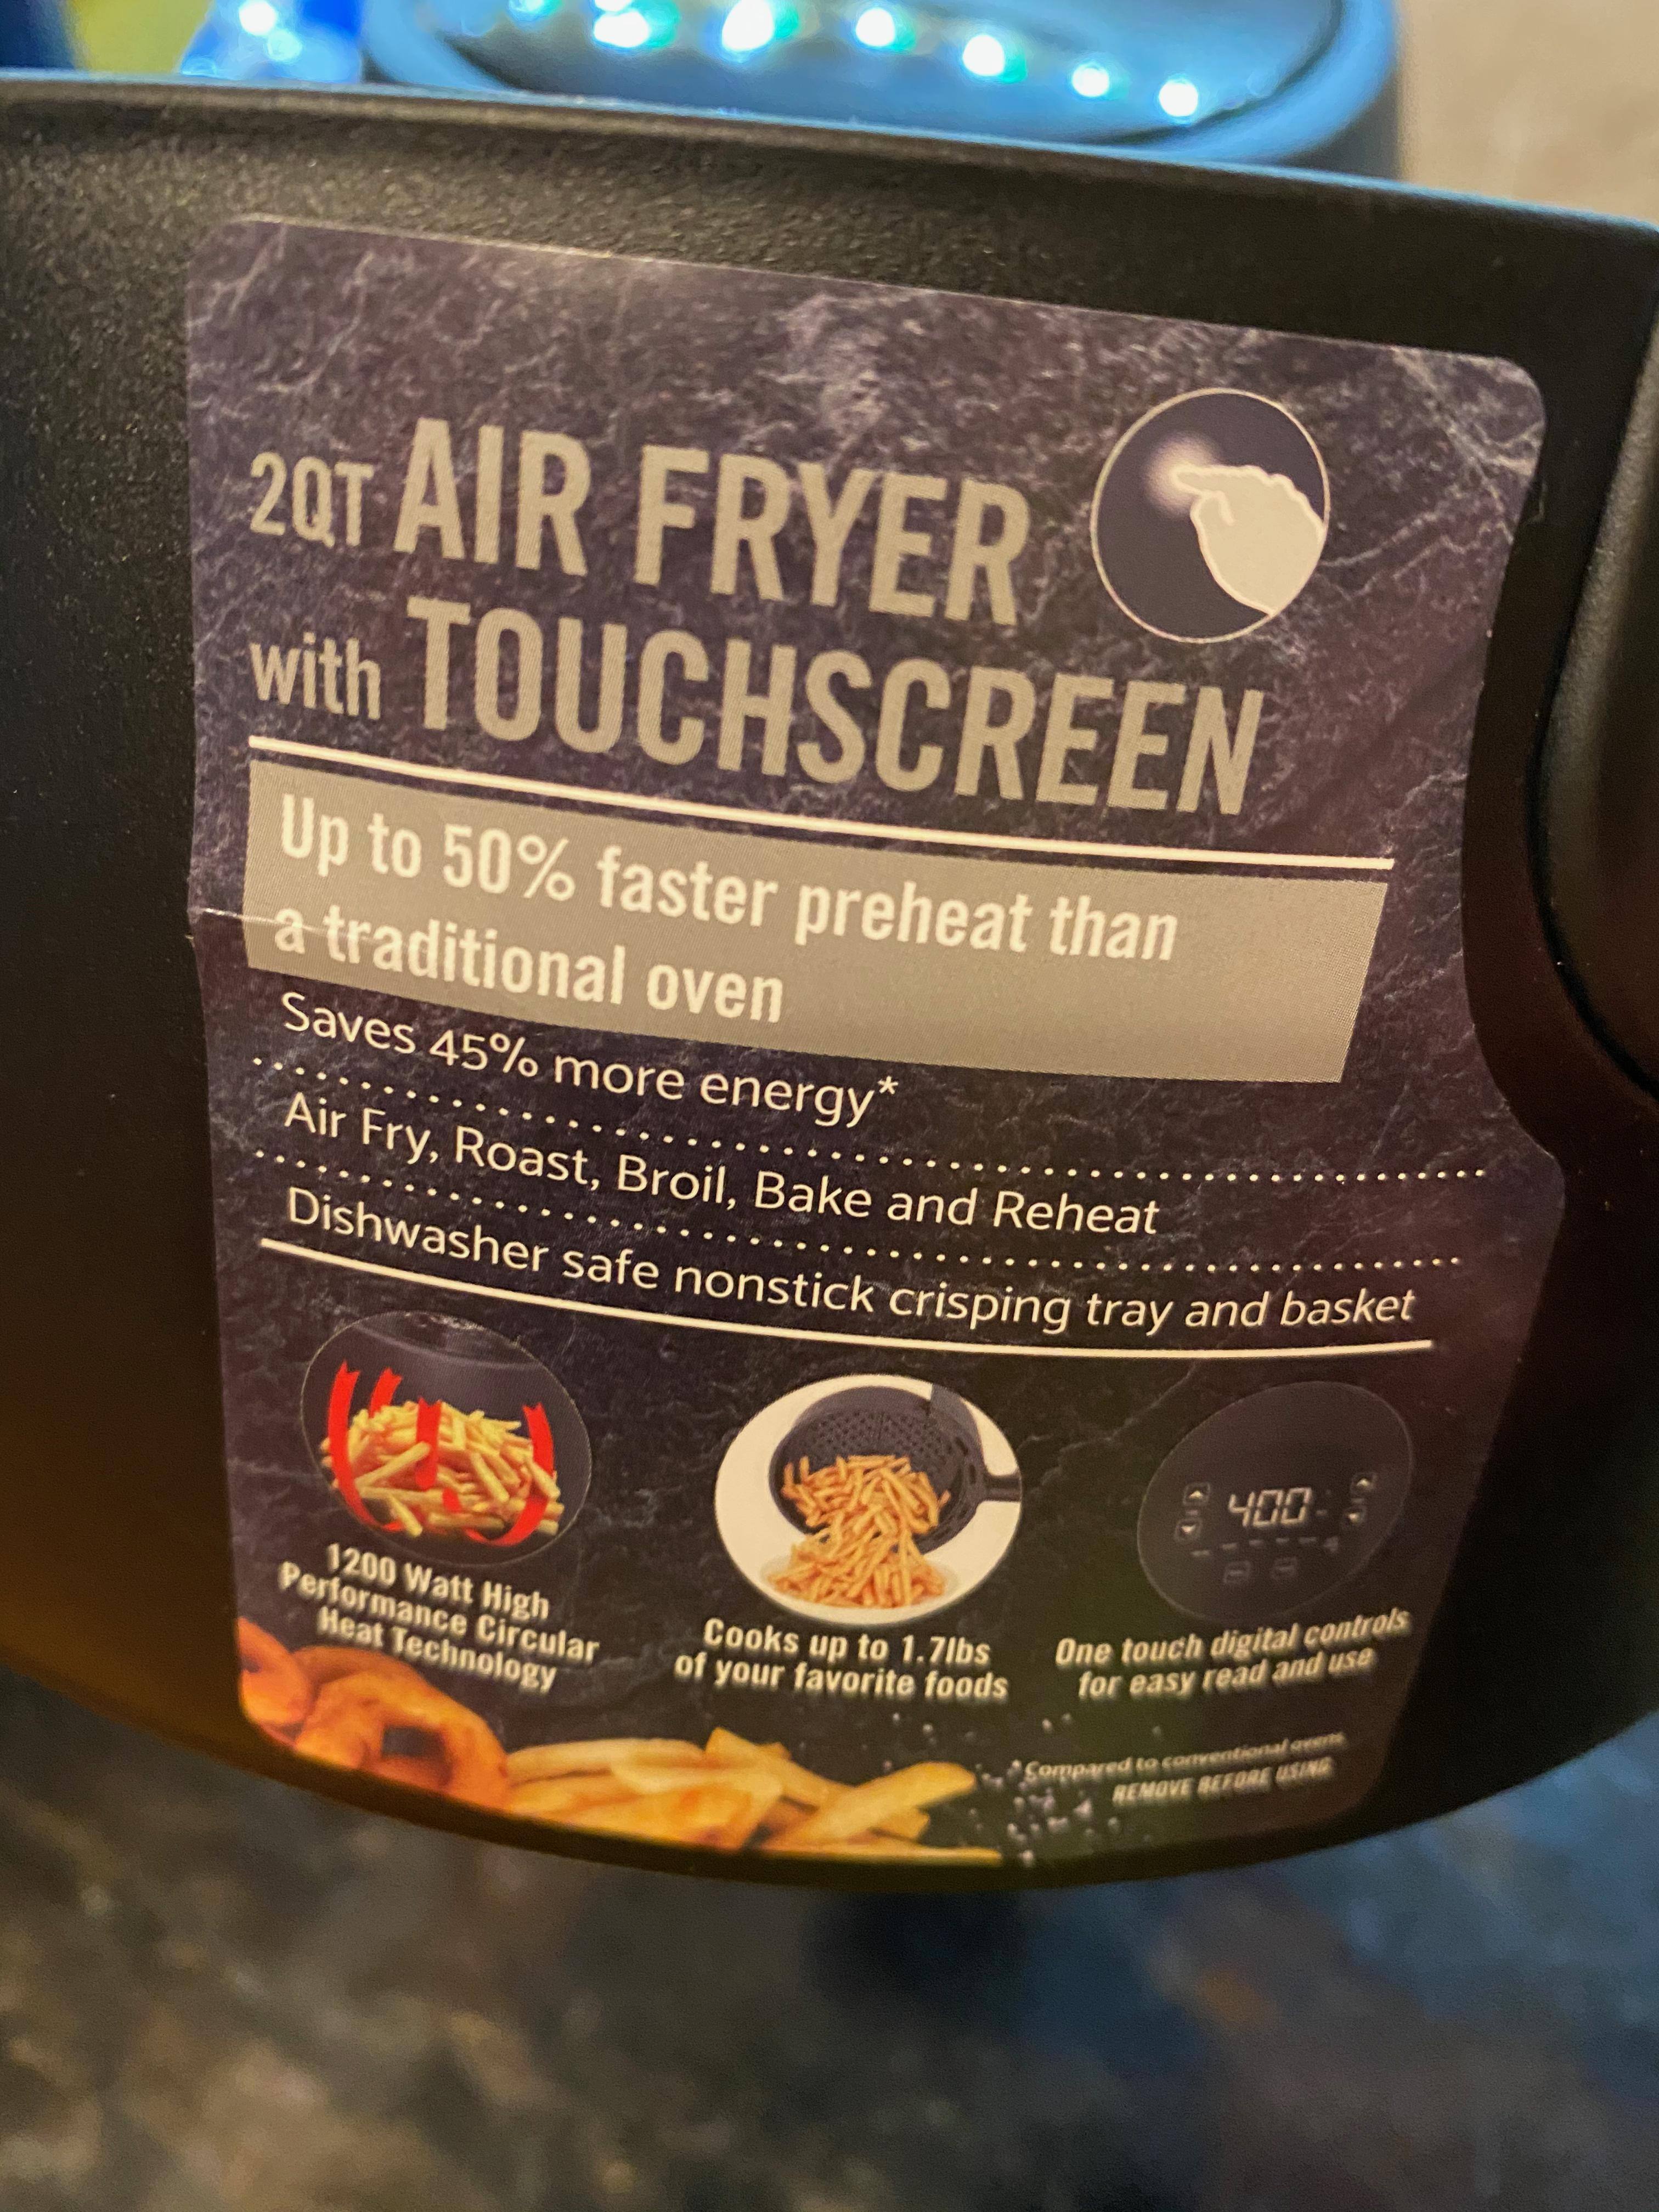 2QT AIR FRYER
with TOUCHSCREEN
Up to 50% faster preheat than
a traditional oven
Saves 45% more energy*
Air Fry, Roast, Broil, Bake and Reheat
Dishwasher safe nonstick crisping tray and basket
1200 Watt High
Performance Circular
Heat Technology
Cooks up to 1.7lbs
of your favorite foods
400
One touch digital controls
for easy read and use
*Compared to conventional ovens.
REMOVE BEFORE USING